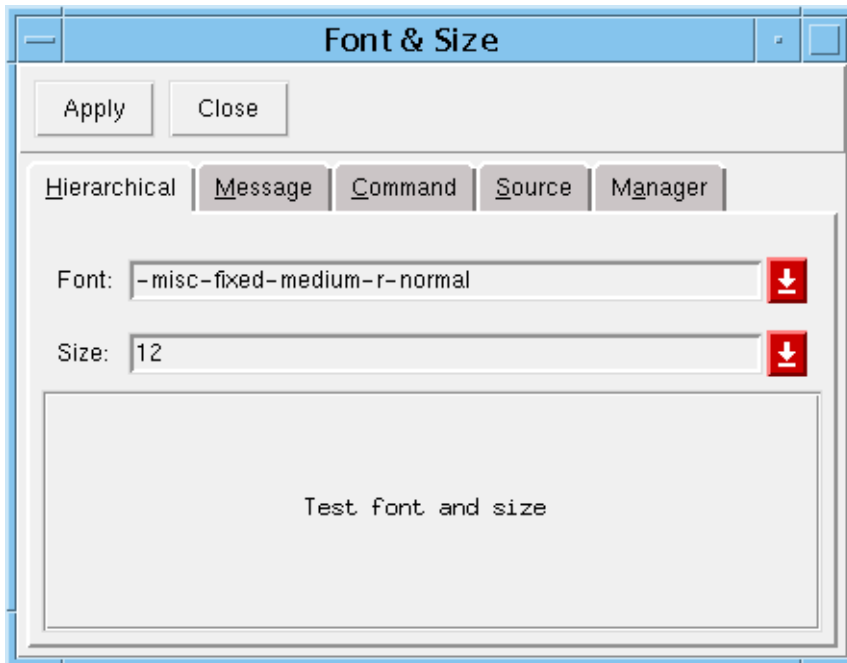 Font & Size
Apply Close
Hierarchical Message Command Source Manager
Font: -misc-fixed-medium-r-normal
Size: 12
Test font and size